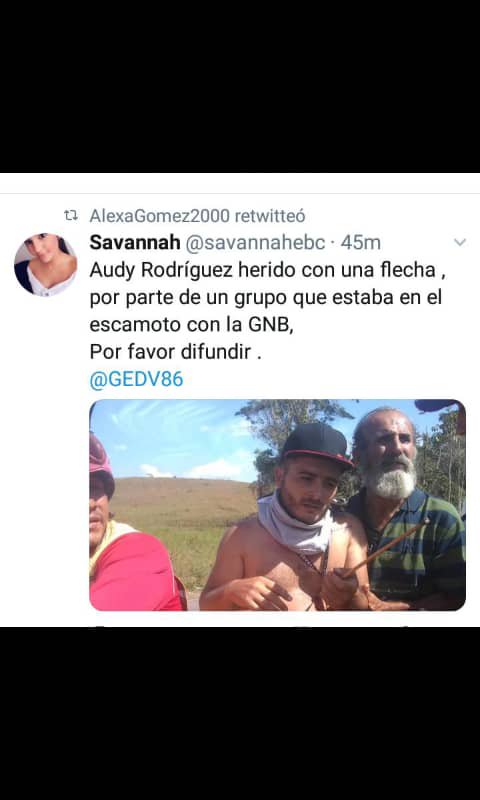 AlexaGomez2000 retwitteó
Savannah @savannahebc · 45m
Audy Rodríguez herido con una flecha ,
por parte de un grupo que estaba en el
escamoto con la GNB,
Por favor difundir .
@GEDV86